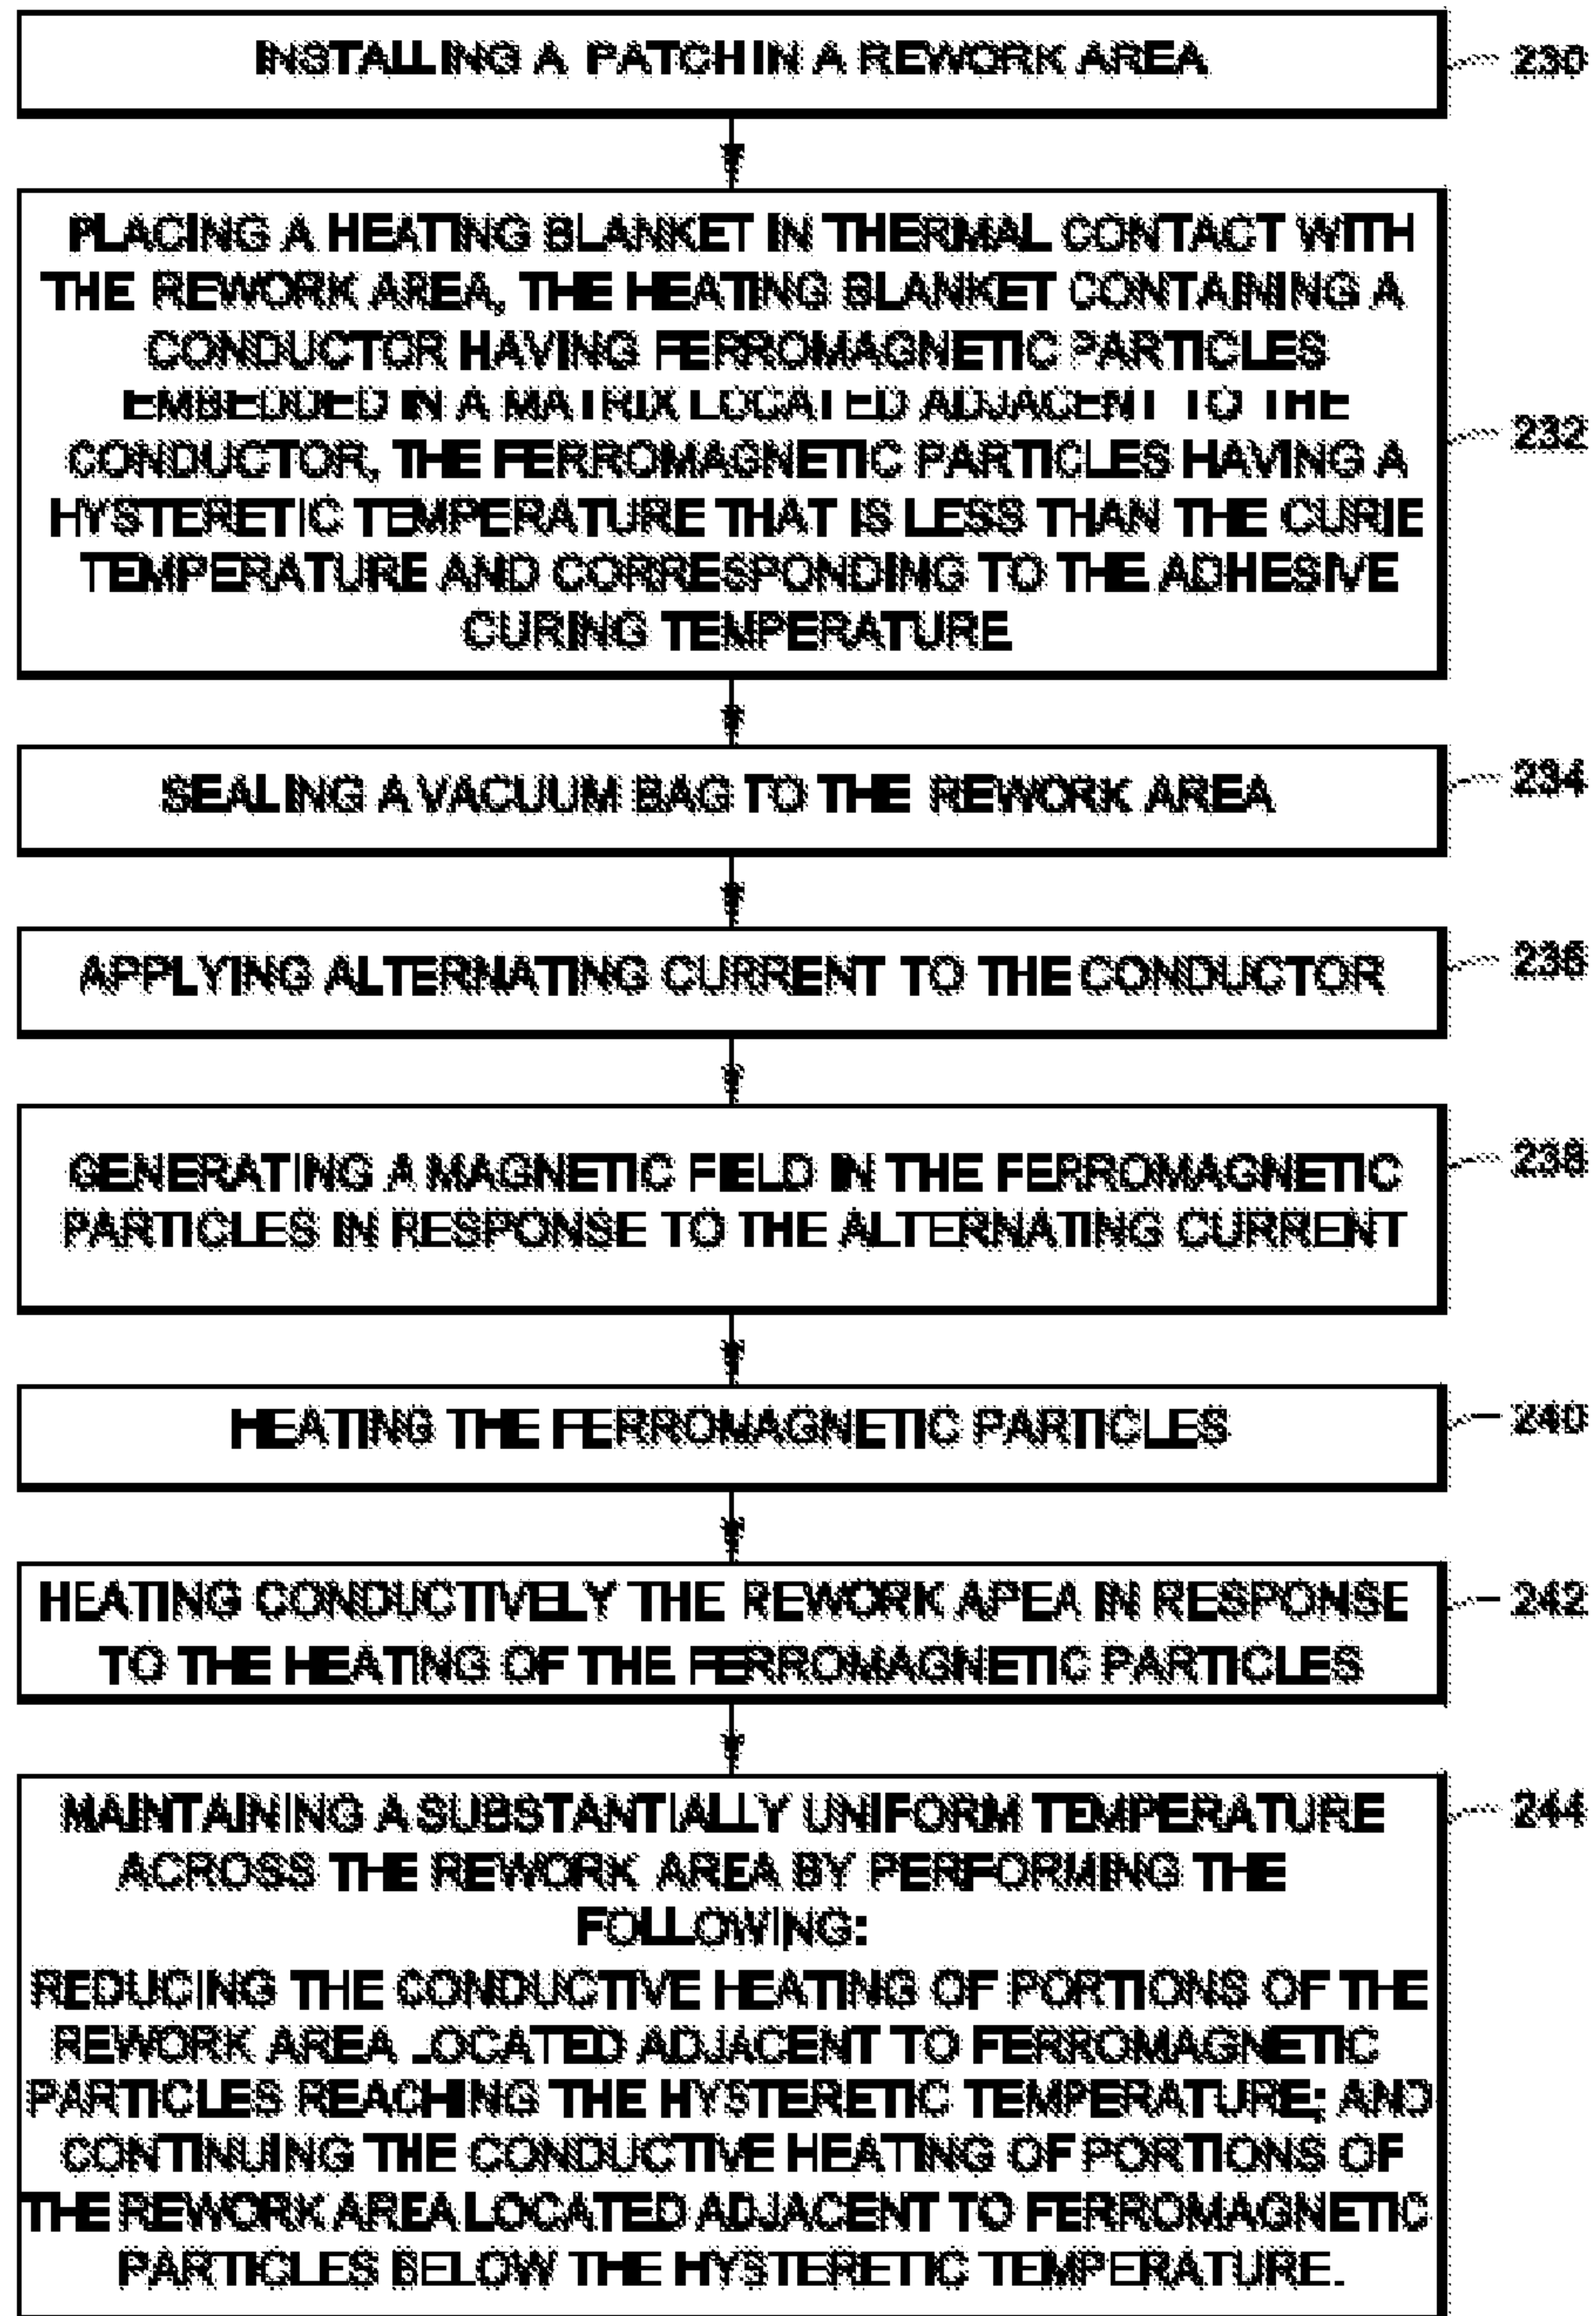 INSTALLING A PATCH IN A REWORK AREA
230
PLACING A HEATING BLANKET IN THERMAL CONTACT WITH
THE REWORK AREA, THE HEATING BLANKET CONTAINING A
CONDUCTOR HAVING FERROMAGNETIC PARTICLES
EMBEDDED IN A MATRIX LOCATED ADJACENT TO THE
CONDUCTOR, THE FERROMAGNETIC PARTICLES HAVING A
HYSTERETIC TEMPERATURE THAT IS LESS THAN THE CURIE
TEMPERATURE AND CORRESPONDING TO THE ADHESIVE
CURING TEMPERATURE
232
SEALING A VACUUM BAG TO THE REWORK AREA
234
APPLYING ALTERNATING CURRENT TO THE CONDUCTOR
236
GENERATING A MAGNETIC FIELD IN THE FERROMAGNETIC
PARTICLES IN RESPONSE TO THE ALTERNATING CURRENT
238
HEATING THE FERROMAGNETIC PARTICLES
240
HEATING CONDUCTIVELY THE REWORK AREA IN RESPONSE
TO THE HEATING OF THE FERROMAGNETIC PARTICLES
242
MAINTAINING A SUBSTANTIALLY UNIFORM TEMPERATURE
ACROSS THE REWORK AREA BY PERFORMING THE
FOLLOWING:
REDUCING THE CONDUCTIVE HEATING OF PORTIONS OF THE
REWORK AREA LOCATED ADJACENT TO FERROMAGNETIC
PARTICLES REACHING THE HYSTERETIC TEMPERATURE; AND
CONTINUING THE CONDUCTIVE HEATING OF PORTIONS OF
THE REWORK AREA LOCATED ADJACENT TO FERROMAGNETIC
PARTICLES BELOW THE HYSTERETIC TEMPERATURE.
244